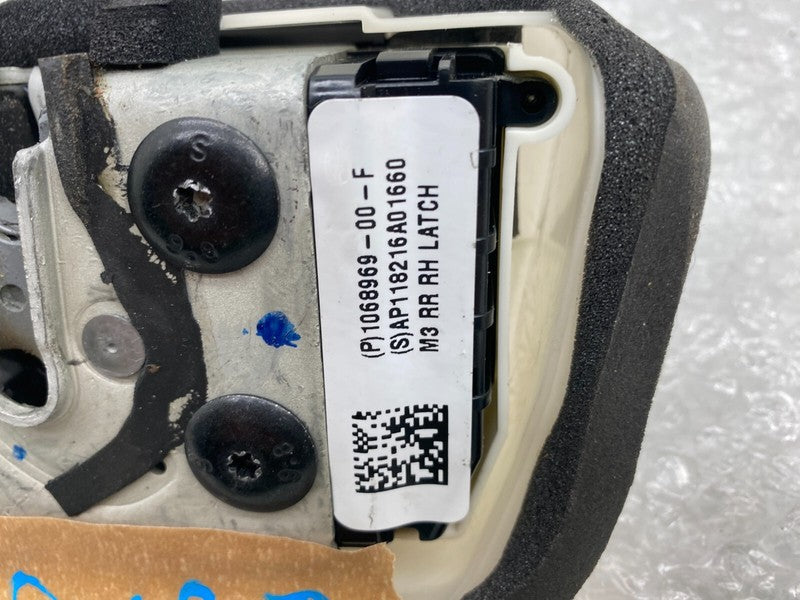 (P)1068969-00-F
(S)AP118216A01660
M3 RR RH LATCH
S